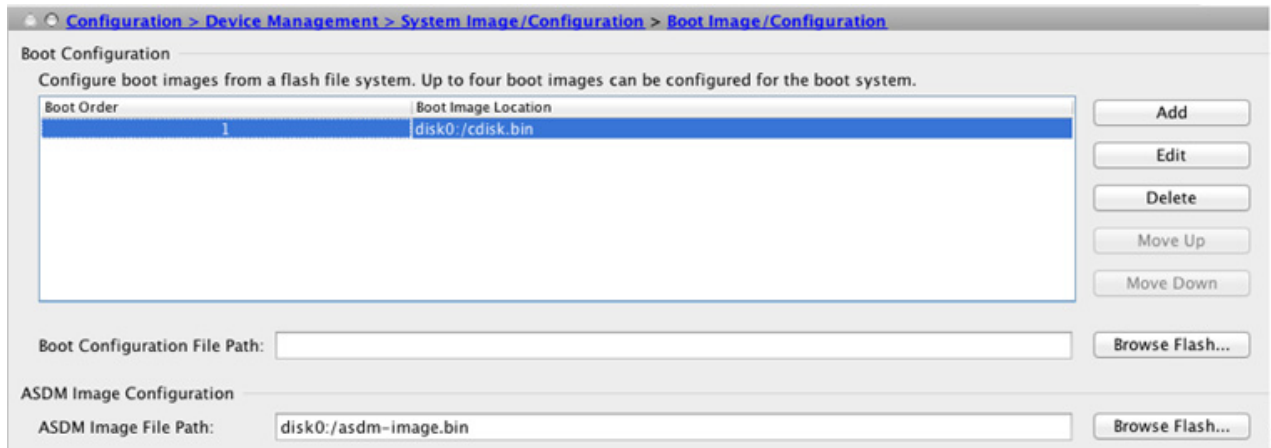 Configuration > Device Management > System Image/Configuration > Boot Image/Configuration
Boot Configuration
Configure boot images from a flash file system. Up to four boot images can be configured for the boot system.
Boot Order Boot Image Location
1 disk0:/cdisk.bin
Add
Edit
Delete
Move Up
Move Down
Boot Configuration File Path: Browse Flash...
ASDM Image Configuration
ASDM Image File Path: disk0:/asdm-image.bin Browse Flash...